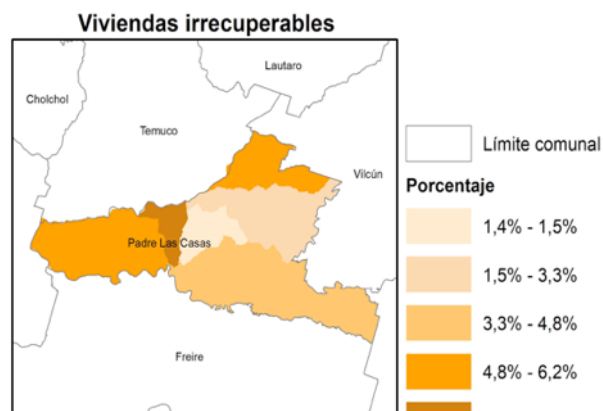 Viviendas irrecuperables
Lautaro
Cholchol
Temuco
Vilcún
Padre Las Casas
Freire
Límite comunal
Porcentaje
1,4% - 1,5%
1,5% - 3,3%
3,3% - 4,8%
4,8% - 6,2%